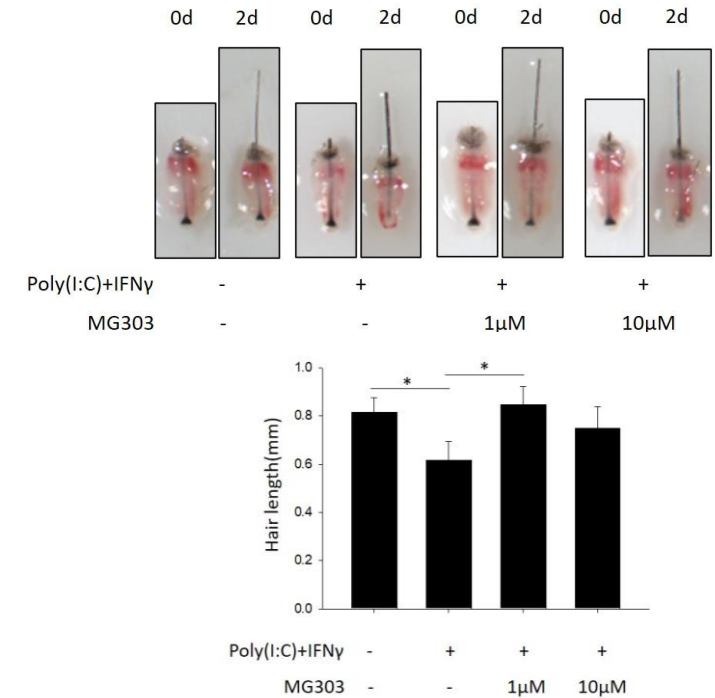 0d 2d 0d 2d 0d 2d 0d 2d
Poly(I:C)+IFNγ - + + +
MG303 - - 1μM 10μM
* *
1.0
0.8
0.6
0.4
0.2
0.0
Hair length(mm)
Poly(I:C)+IFNγ - + + +
MG303 - - 1μM 10μM